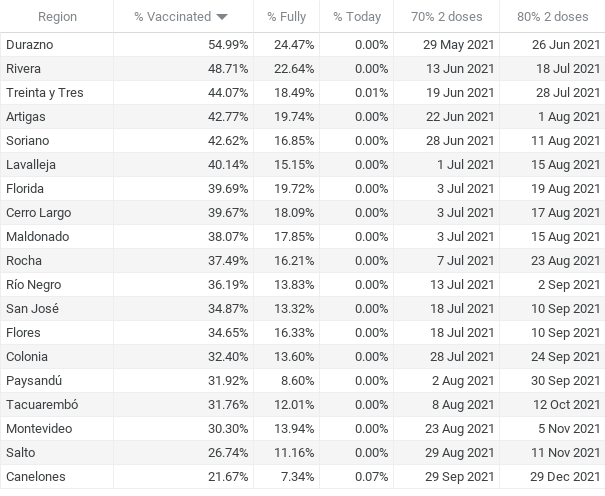 Region % Vaccinated % Fully % Today 70% 2 doses 80% 2 doses
Durazno 54.99% 24.47% 0.00% 29 May 2021 26 Jun 2021
Rivera 48.71% 22.64% 0.00% 13 Jun 2021 18 Jul 2021
Treinta y Tres 44.07% 18.49% 0.01% 19 Jun 2021 28 Jul 2021
Artigas 42.77% 19.74% 0.00% 22 Jun 2021 1 Aug 2021
Soriano 42.62% 16.85% 0.00% 28 Jun 2021 11 Aug 2021
Lavalleja 40.14% 15.15% 0.00% 1 Jul 2021 15 Aug 2021
Florida 39.69% 19.72% 0.00% 3 Jul 2021 19 Aug 2021
Cerro Largo 39.67% 18.09% 0.00% 3 Jul 2021 17 Aug 2021
Maldonado 38.07% 17.85% 0.00% 3 Jul 2021 15 Aug 2021
Rocha 37.49% 16.21% 0.00% 7 Jul 2021 23 Aug 2021
Río Negro 36.19% 13.83% 0.00% 13 Jul 2021 2 Sep 2021
San José 34.87% 13.32% 0.00% 18 Jul 2021 10 Sep 2021
Flores 34.65% 16.33% 0.00% 18 Jul 2021 10 Sep 2021
Colonia 32.40% 13.60% 0.00% 28 Jul 2021 24 Sep 2021
Paysandú 31.92% 8.60% 0.00% 2 Aug 2021 30 Sep 2021
Tacuarembó 31.76% 12.01% 0.00% 8 Aug 2021 12 Oct 2021
Montevideo 30.30% 13.94% 0.00% 23 Aug 2021 5 Nov 2021
Salto 26.74% 11.16% 0.00% 29 Aug 2021 11 Nov 2021
Canelones 21.67% 7.34% 0.07% 29 Sep 2021 29 Dec 2021